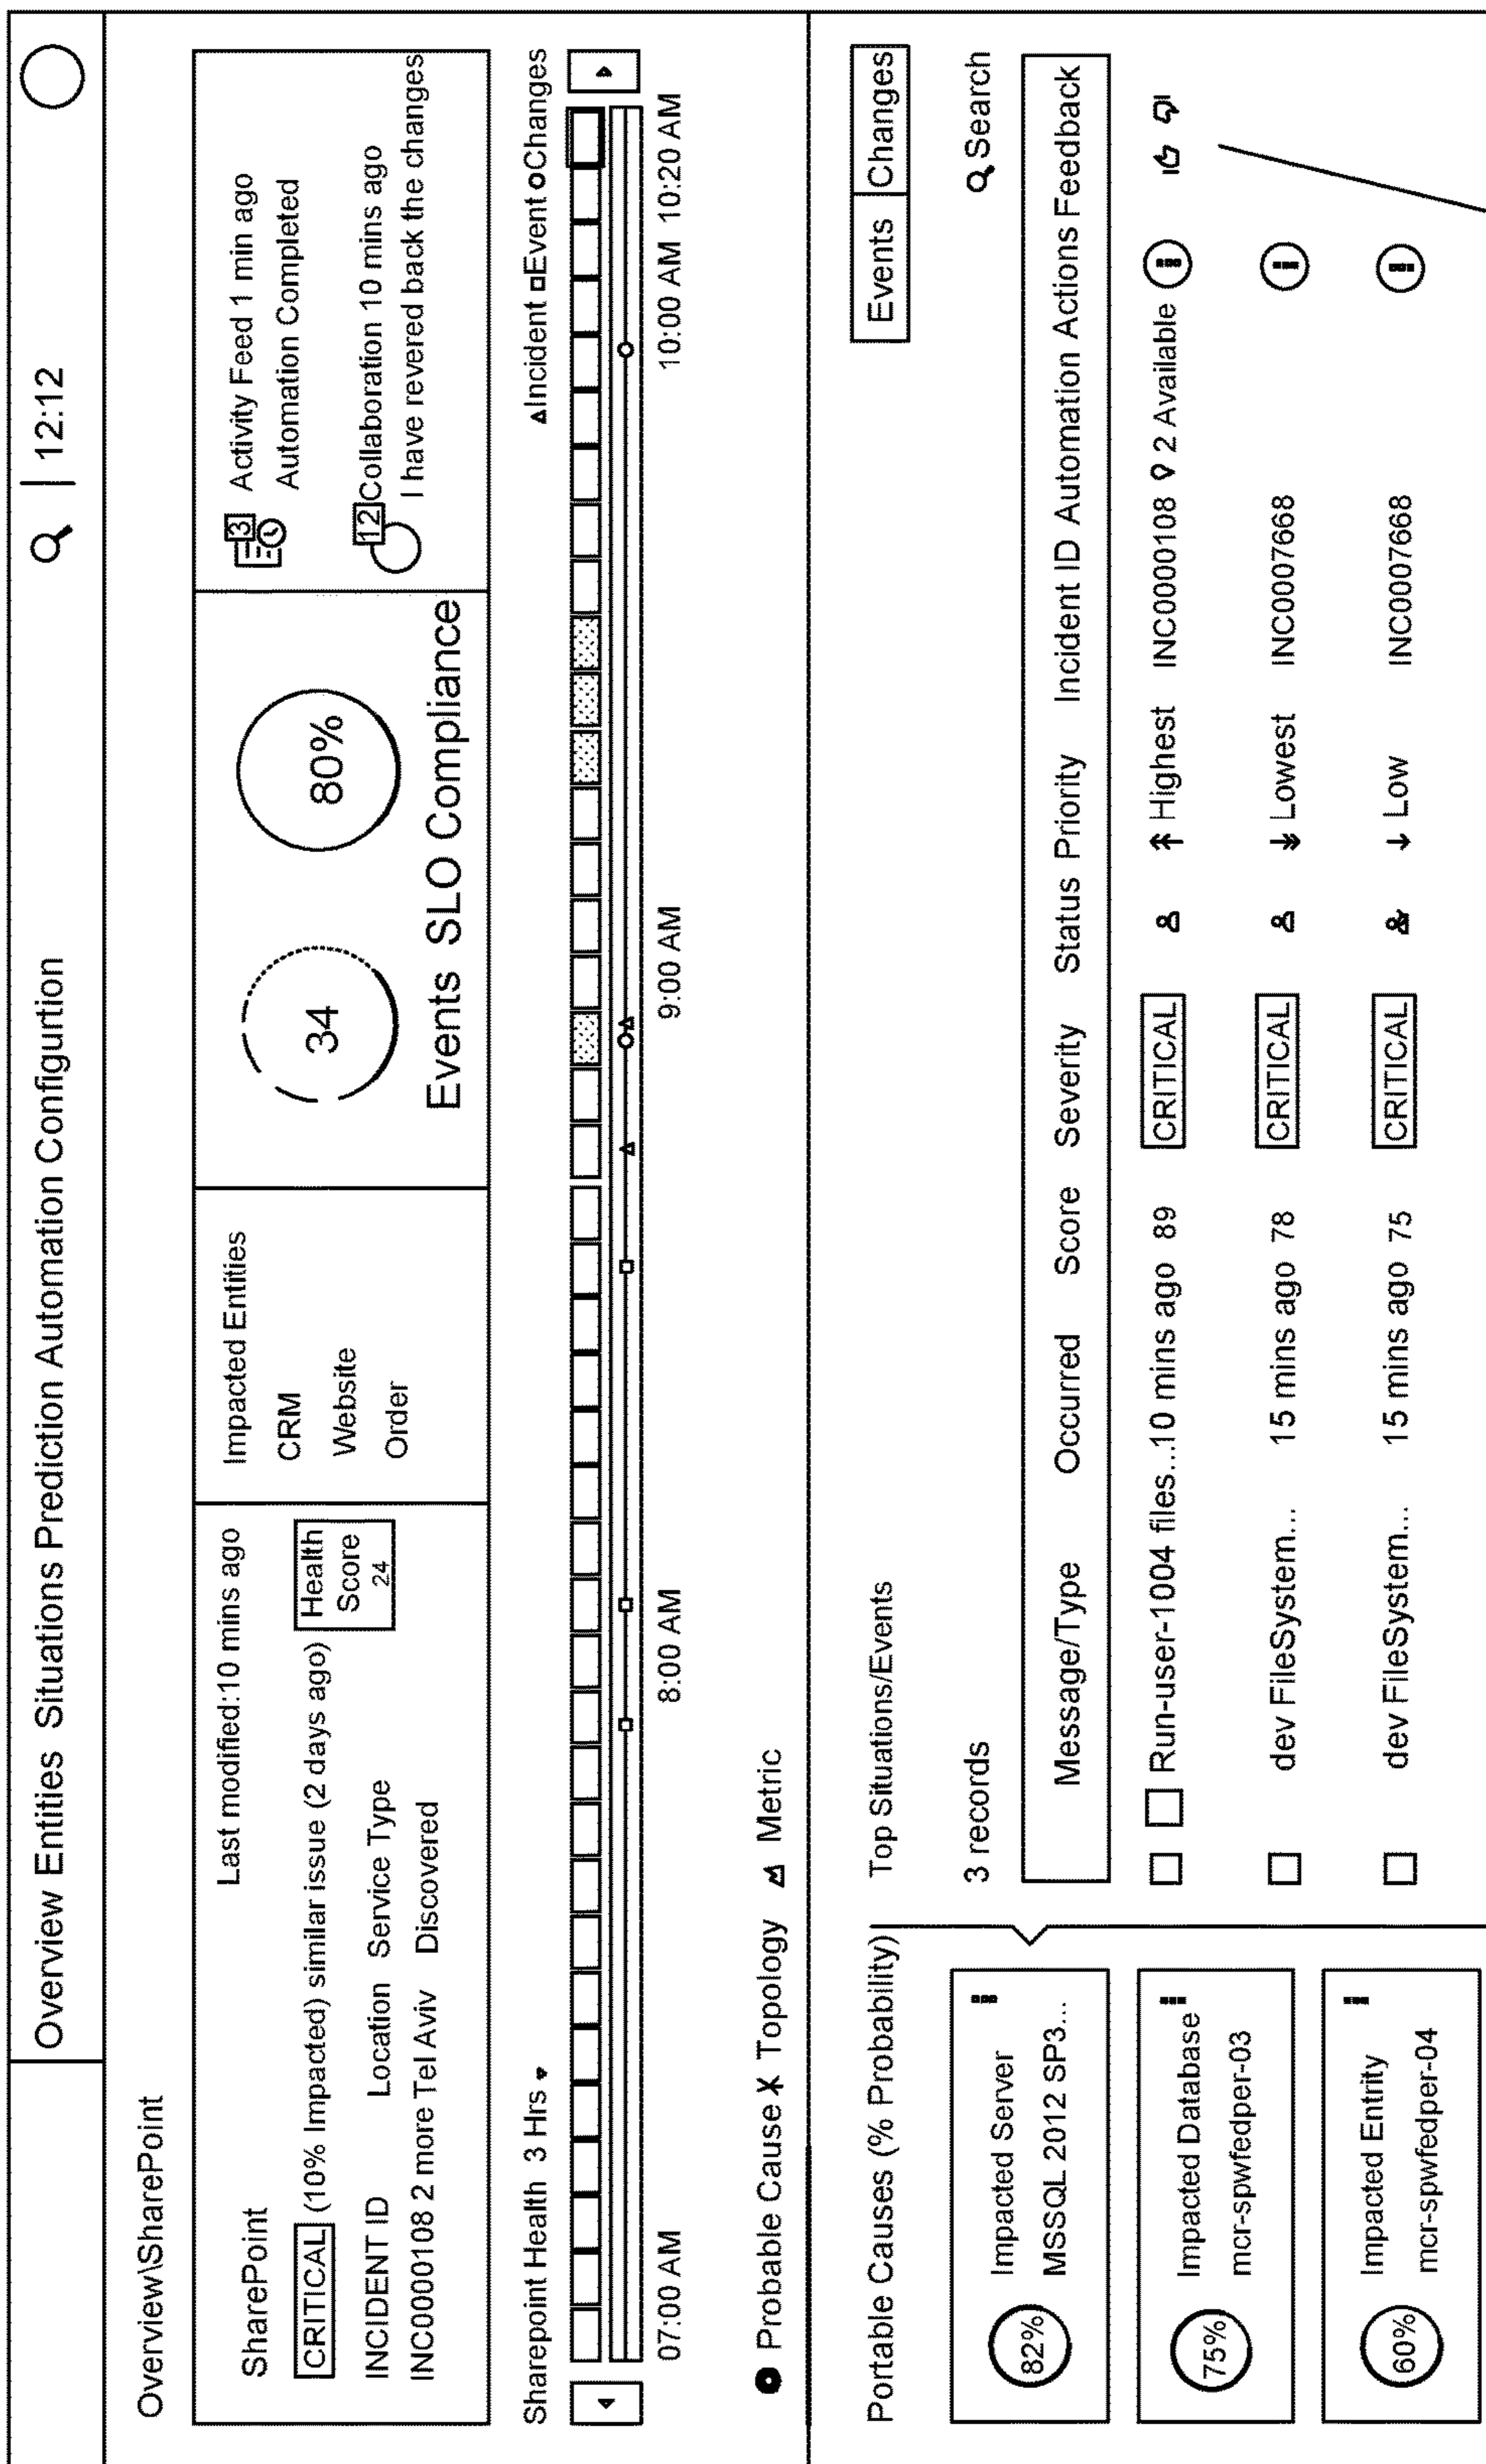 Overview Entities Situations Prediction Automation Configurtion
12:12
Overview\SharePoint
SharePoint
Last modified:10 mins ago
CRITICAL (10% Impacted) similar issue (2 days ago)
Health
Score
24
INCIDENT ID Location Service Type
INC0000108 2 more Tel Aviv Discovered
Impacted Entities
CRM
Website
Order
34
80%
Events SLO Compliance
3
Activity Feed 1 min ago
Automation Completed
12
Collaboration 10 mins ago
I have revered back the changes
Sharepoint Health 3 Hrs
Incident Event Changes
07:00 AM 8:00 AM 9:00 AM 10:00 AM 10:20 AM
Probable Cause Topology Metric
Portable Causes (% Probability)
82%
Impacted Server
MSSQL 2012 SP3...
75%
Impacted Database
mcr-spwfedper-03
60%
Impacted Entity
mcr-spwfedper-04
Top Situations/Events
Events Changes
3 records
Search
Message/Type Occurred Score Severity Status Priority Incident ID Automation Actions Feedback
Run-user-1004 files...10 mins ago 89 CRITICAL Highest INC0000108 2 Available
dev FileSystem... 15 mins ago 78 CRITICAL Lowest INC0007668
dev FileSystem... 15 mins ago 75 CRITICAL Low INC0007668